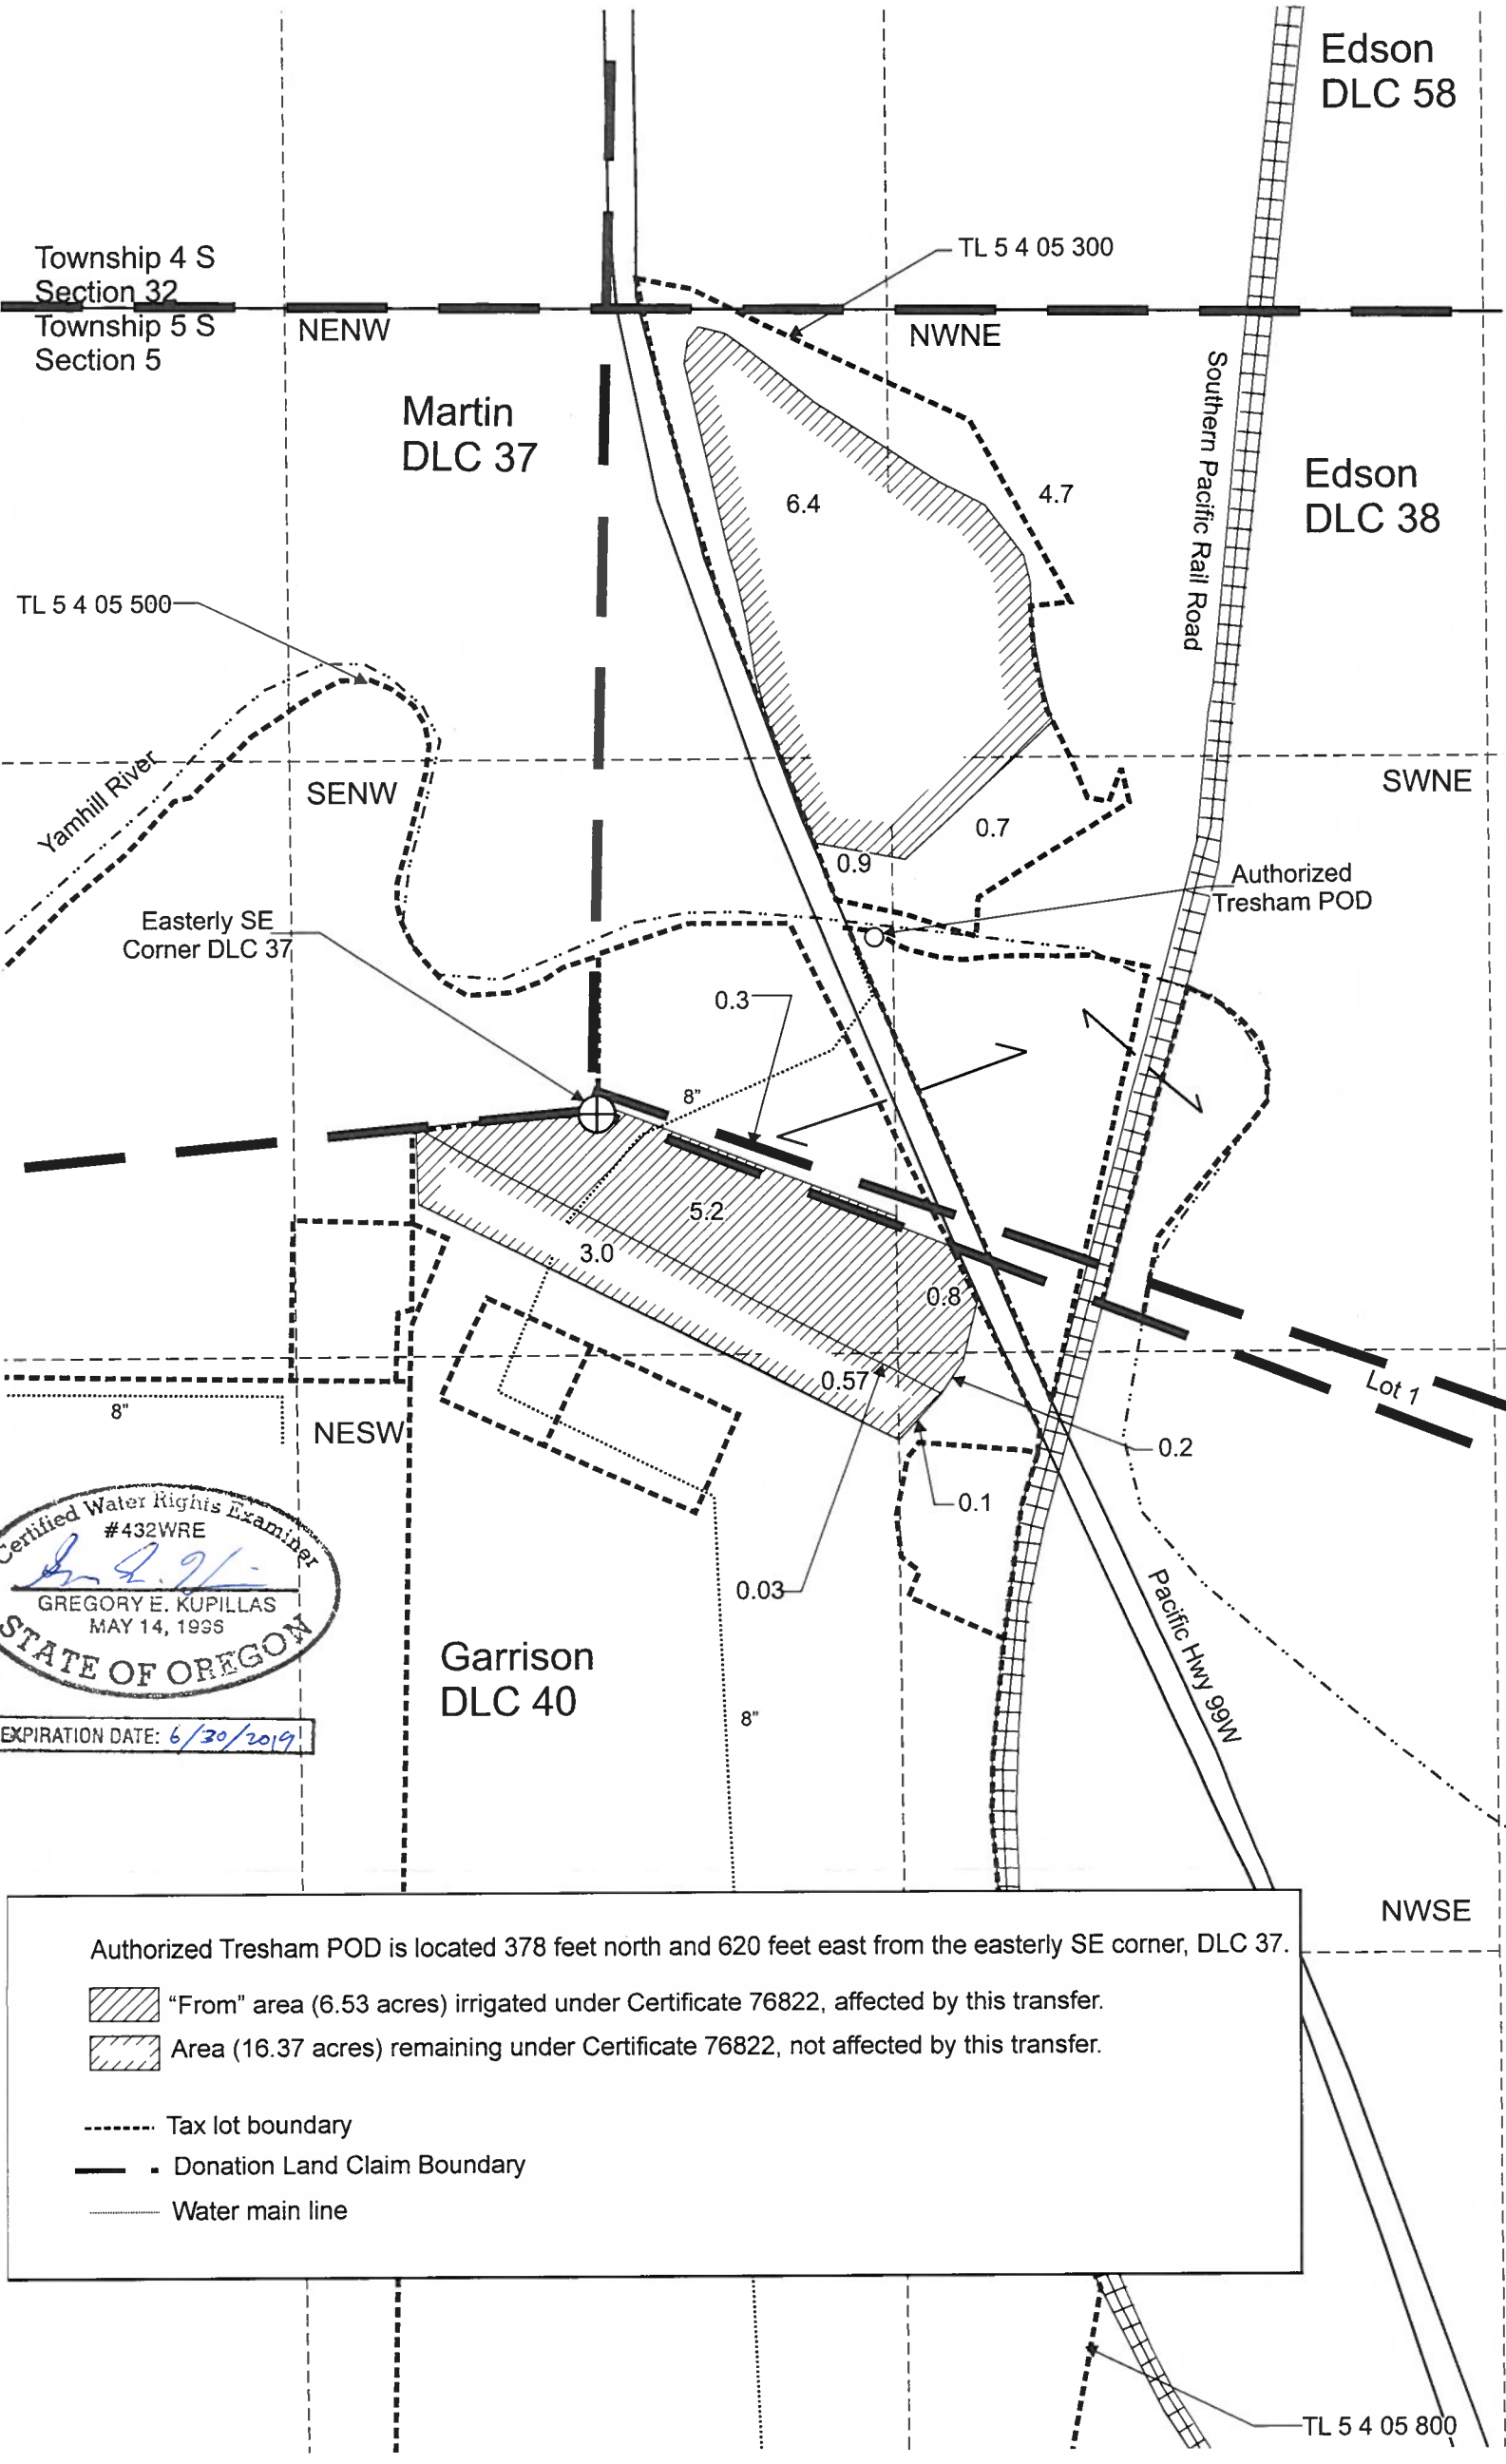 Edson
DLC 58
Township 4 S
Section 32
Township 5 S
Section 5
NENW
TL 5 4 05 300
NWNE
Martin
DLC 37
Southern Pacific Rail Road
Edson
DLC 38
6.4
4.7
TL 5 4 05 500
Yamhill River
SENW
SWNE
0.7
0.9
Authorized
Tresham POD
Easterly SE
Corner DLC 37
0.3
8"
5.2
3.0
0.8
0.57
Lot 1
8"
NESW
0.2
0.1
0.03
Certified Water Rights Examiner
#432WRE
GREGORY E. KUPILLAS
MAY 14, 1996
STATE OF OREGON
EXPIRATION DATE: 6/30/2019
Garrison
DLC 40
8"
Pacific Hwy 99W
NWSE
Authorized Tresham POD is located 378 feet north and 620 feet east from the easterly SE corner, DLC 37.
"From" area (6.53 acres) irrigated under Certificate 76822, affected by this transfer.
Area (16.37 acres) remaining under Certificate 76822, not affected by this transfer.
Tax lot boundary
Donation Land Claim Boundary
Water main line
TL 5 4 05 800